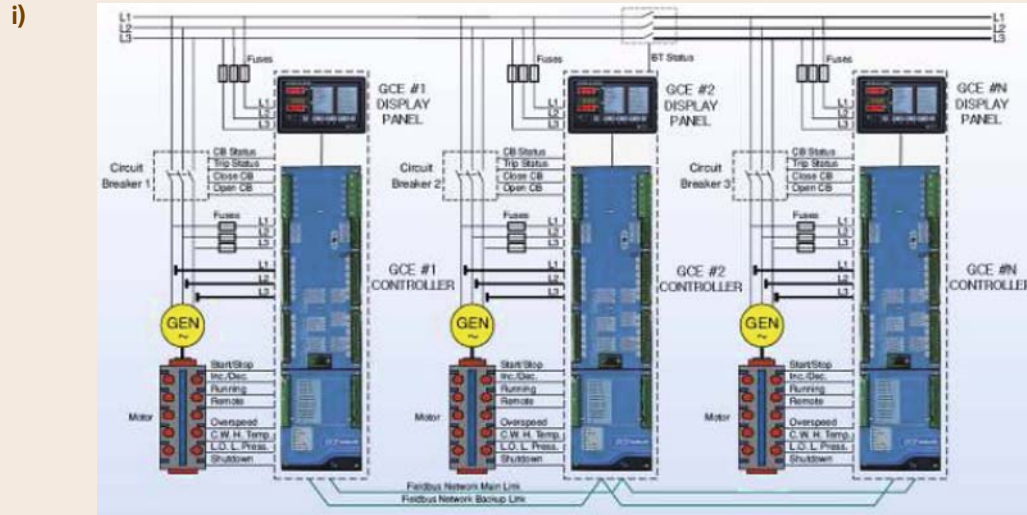 i)
L1
L2
L3
L1
L2
L3
BT Status
Fuses
Fuses
Fuses
GCE #1
DISPLAY
PANEL
GCE #2
DISPLAY
PANEL
GCE #N
DISPLAY
PANEL
L1
L2
L3
L1
L2
L3
L1
L2
L3
Circuit
Breaker 1
CB Status
Trip Status
Close CB
Open CB
Circuit
Breaker 2
CB Status
Trip Status
Close CB
Open CB
Circuit
Breaker 3
CB Status
Trip Status
Close CB
Open CB
Fuses
L1
L2
L3
Fuses
L1
L2
L3
Fuses
L1
L2
L3
L1
L2
L3
L1
L2
L3
L1
L2
L3
GCE #1
CONTROLLER
GCE #2
CONTROLLER
GCE #N
CONTROLLER
GEN
GEN
GEN
Motor
Start/Stop
Inc./Dec.
Running
Remote
Overspeed
C.W. H. Temp.
L.O. L. Press.
Shutdown
Motor
Start/Stop
Inc./Dec.
Running
Remote
Overspeed
C.W. H. Temp.
L.O. L. Press.
Shutdown
Motor
Start/Stop
Inc./Dec.
Running
Remote
Overspeed
C.W. H. Temp.
L.O. L. Press.
Shutdown
Fieldbus Network Main Link
Fieldbus Network Backup Link